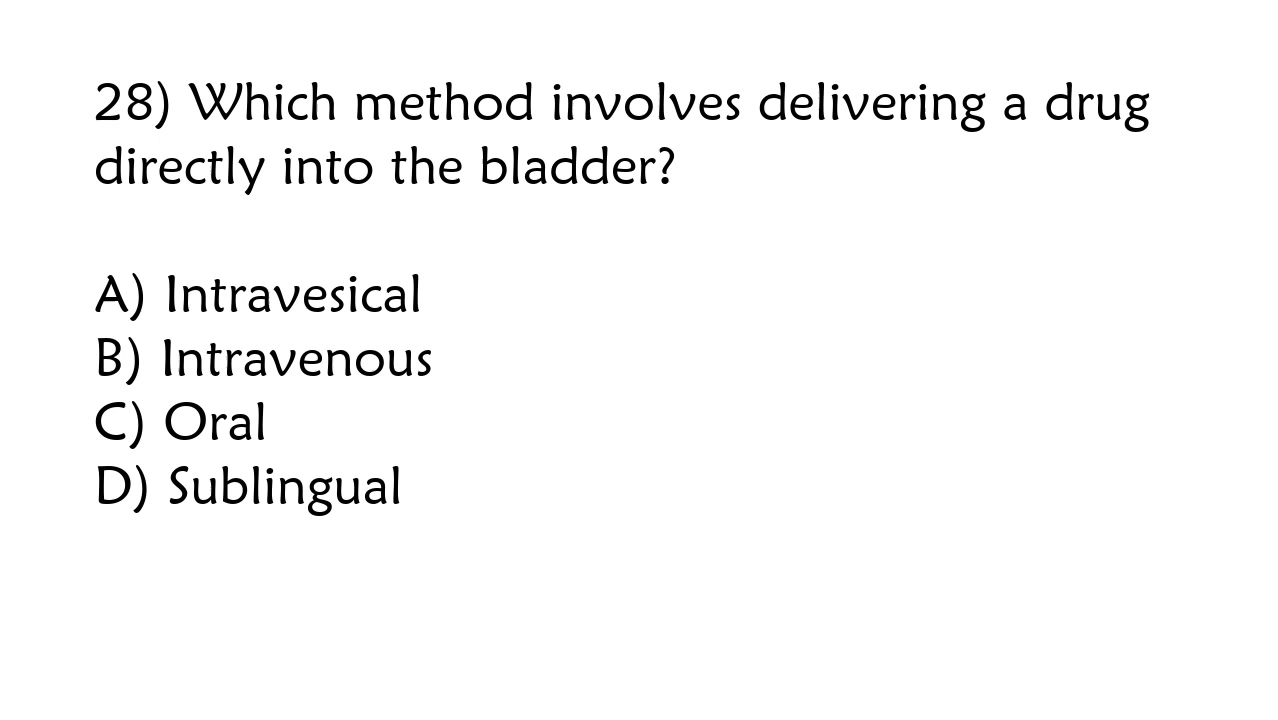 28) Which method involves delivering a drug
directly into the bladder?
A) Intravesical
B) Intravenous
C) Oral
D) Sublingual